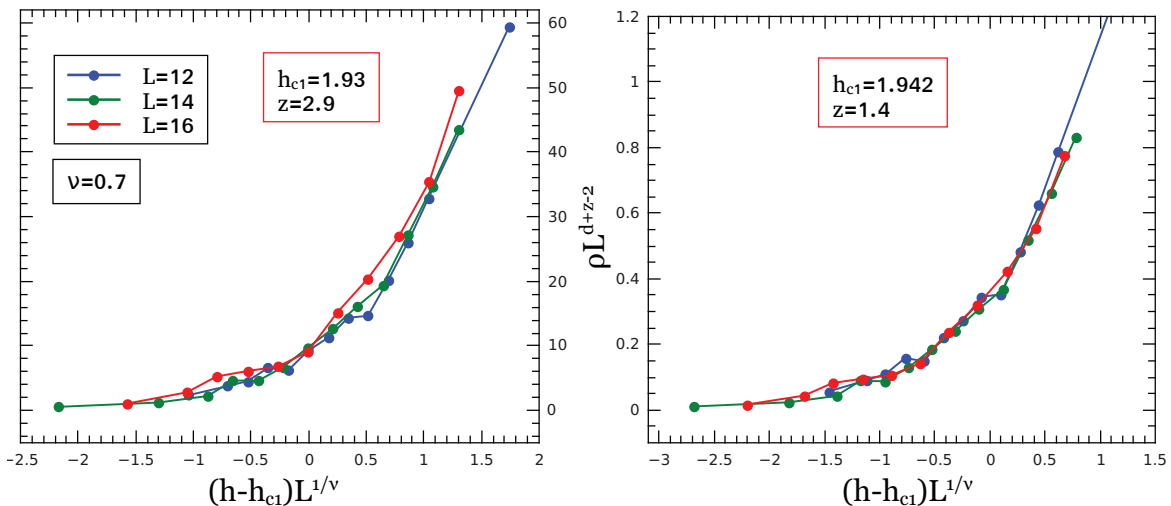 L=12
L=14
L=16
ν=0.7
h_c1=1.93
z=2.9
60
50
40
30
20
10
0
-2.5 -2 -1.5 -1 -0.5 0 0.5 1 1.5 2
(h-h_c1)L^1/ν
ρL^d+z-2
h_c1=1.942
z=1.4
1.2
1
0.8
0.6
0.4
0.2
0
-3 -2.5 -2 -1.5 -1 -0.5 0 0.5 1 1.5
(h-h_c1)L^1/ν